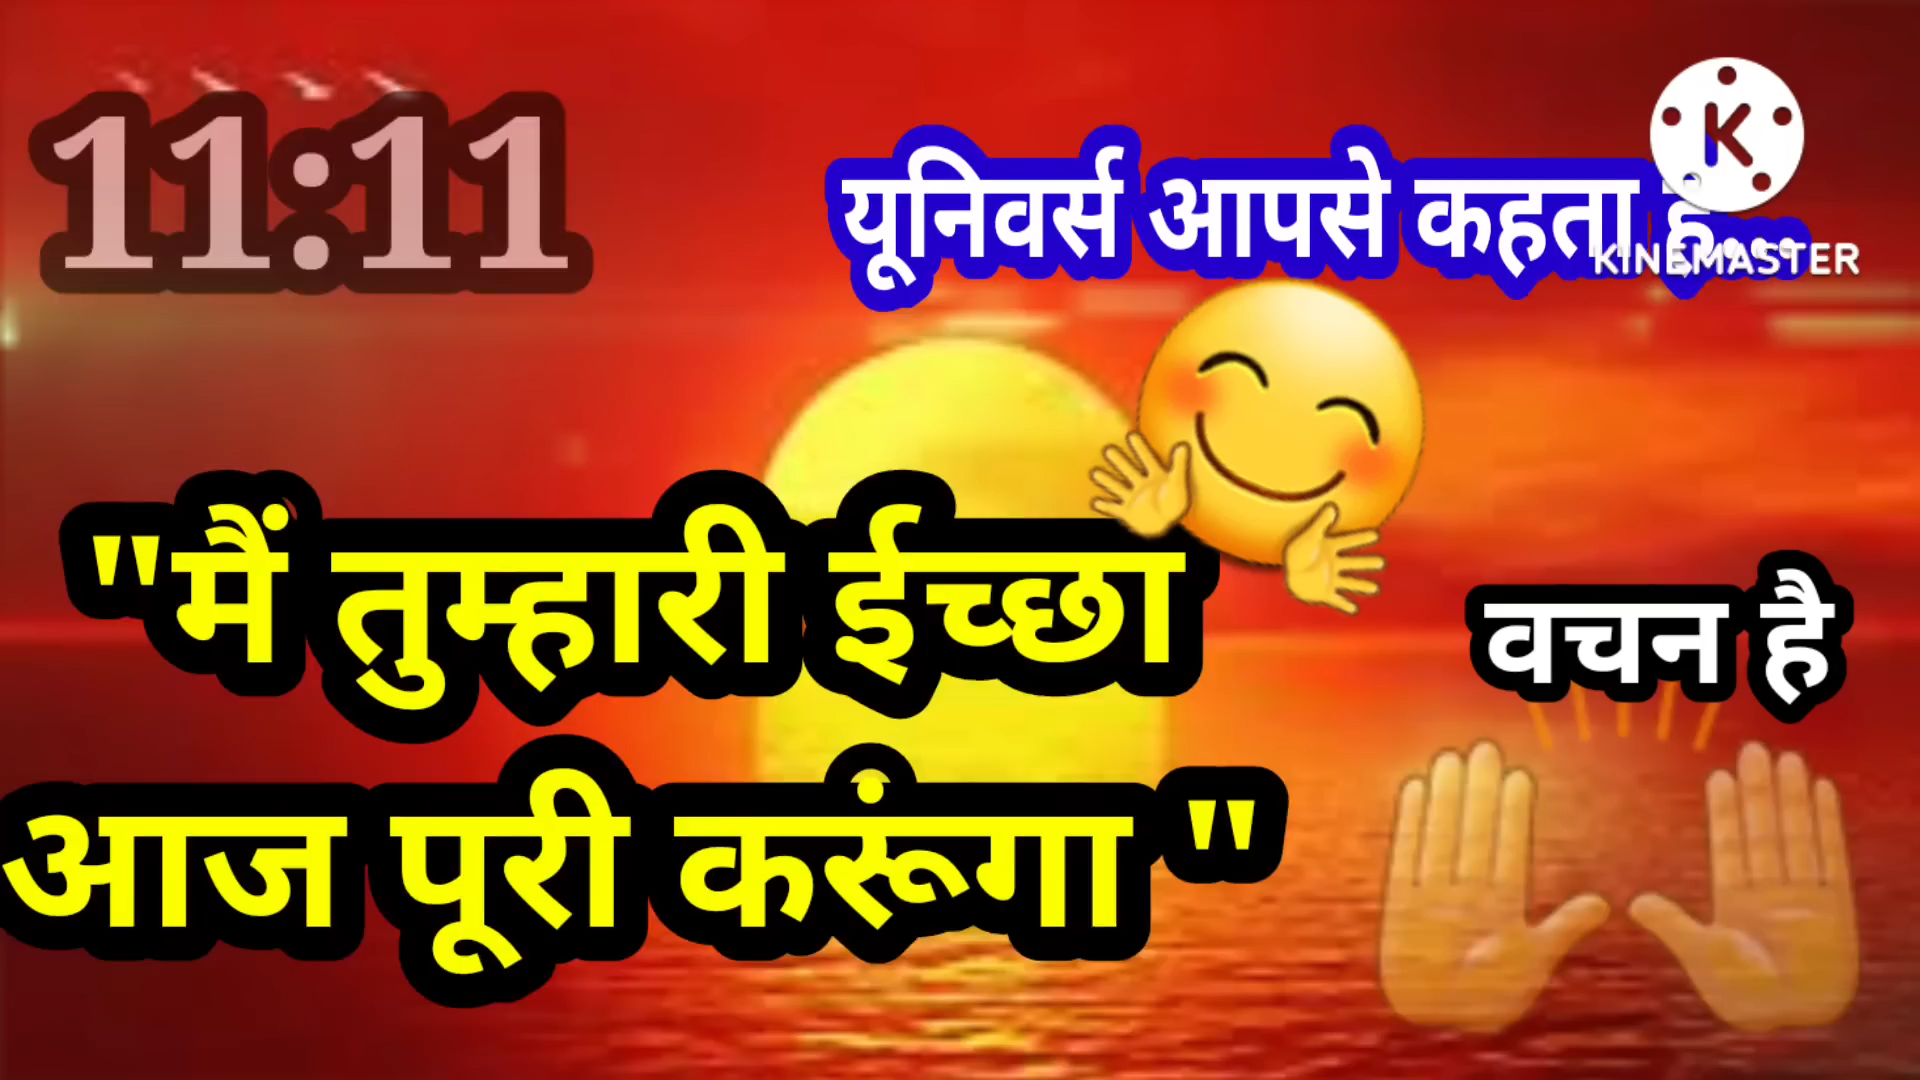 11:11
यूनिवर्स आपसे कहता है...
K
KINEMASTER
"मैं तुम्हारी ईच्छा
वचन है
आज पूरी करूंगा "